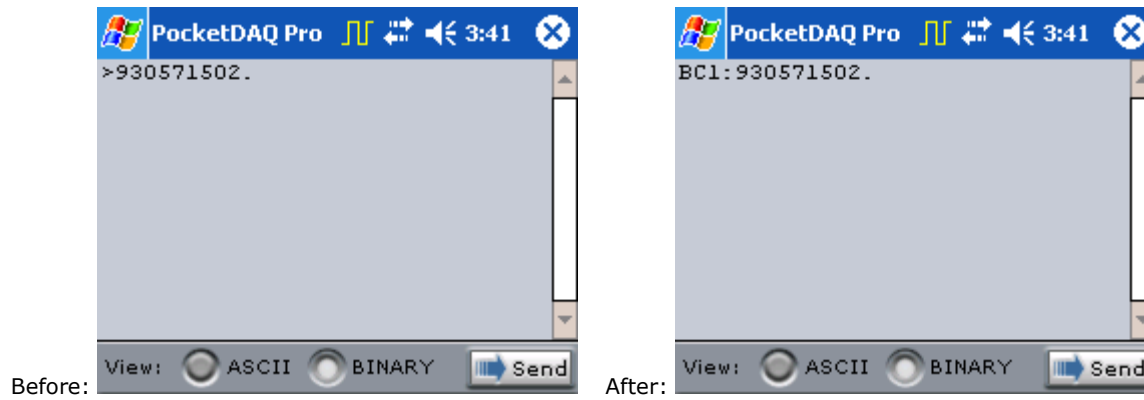 PocketDAQ Pro 3:41
>930571502.
View: ASCII BINARY Send
Before:
PocketDAQ Pro 3:41
BC1:930571502.
View: ASCII BINARY Send
After: